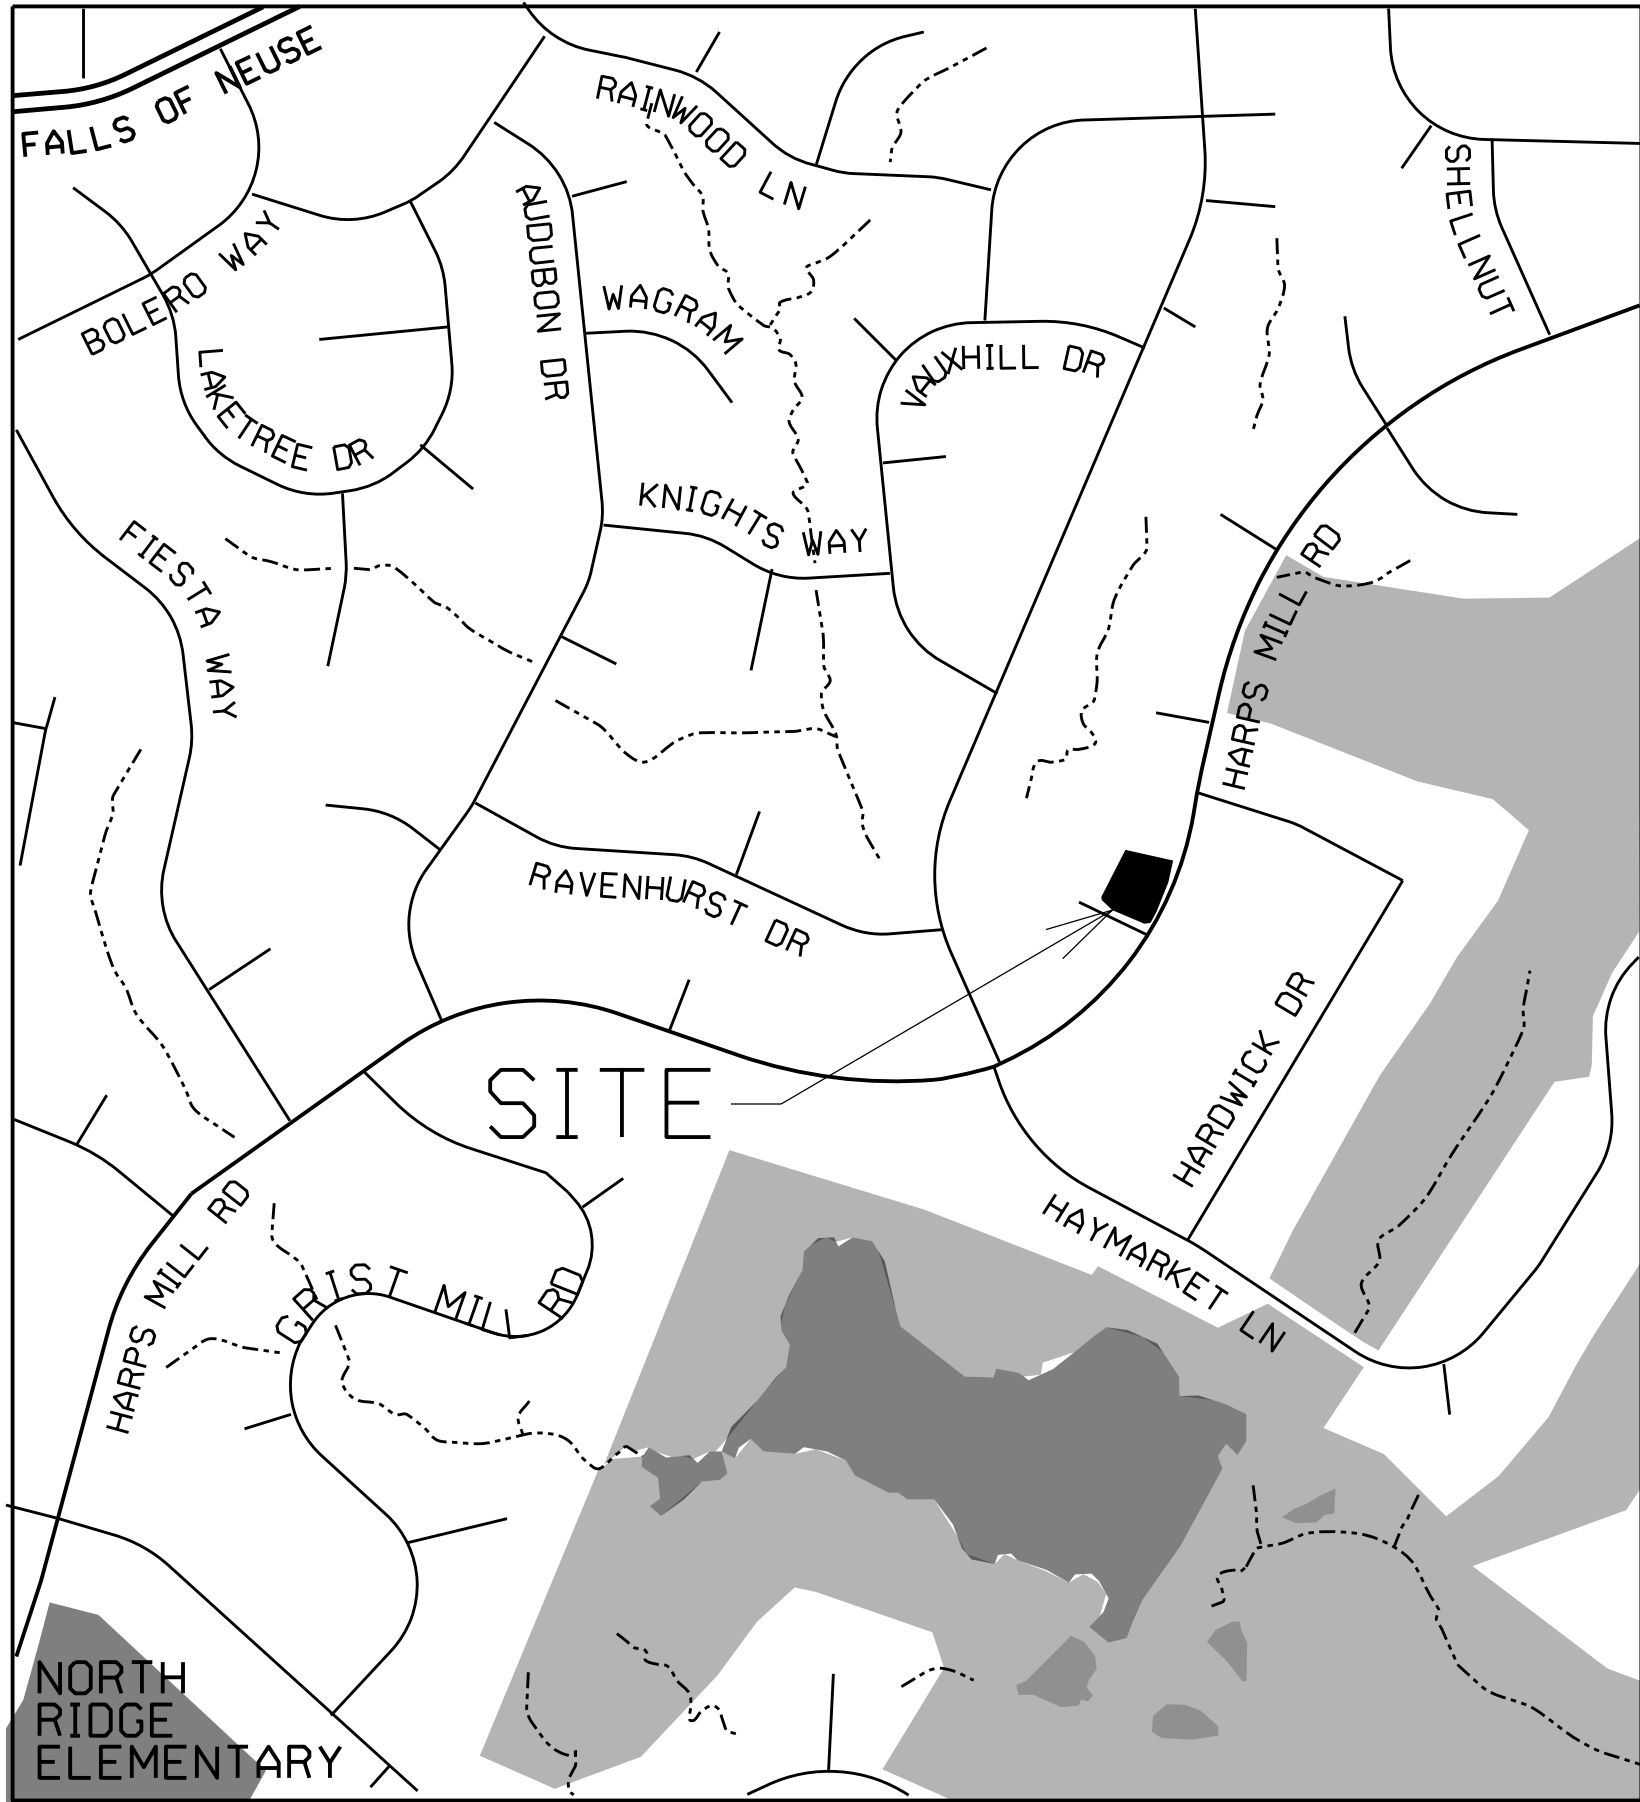 FALLS OF NEUSE
RAINWOOD LN
SHELLNUT
BOLERO WAY
AUDUBON DR
WAGRAM
VAUXHILL DR
LAKETREE DR
KNIGHTS WAY
FIESTA WAY
HARPS MILL RD
RAVENHURST DR
HARDWICK DR
SITE
HARPS MILL RD
HAYMARKET LN
GRIST MILL RD
NORTH
RIDGE
ELEMENTARY